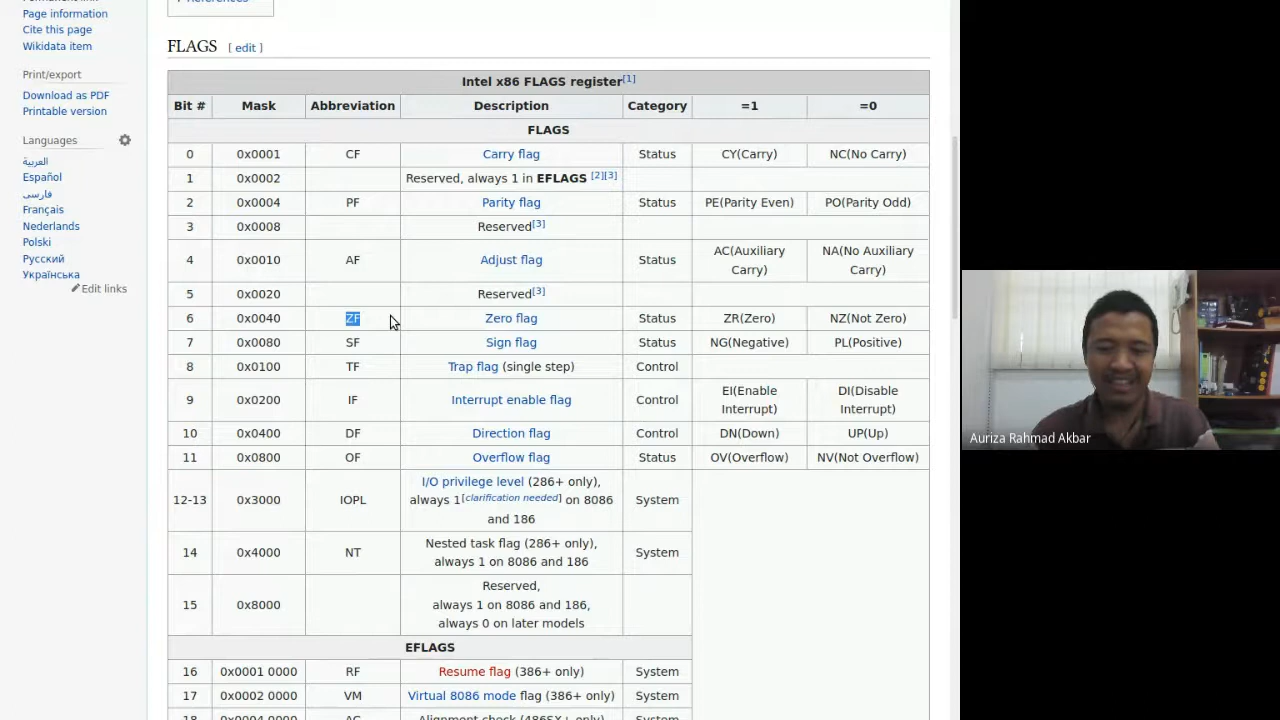 Page information
Cite this page
Wikidata item
Print/export
Download as PDF
Printable version
Languages
العربية
Español
فارسی
Français
Nederlands
Polski
Русский
Українська
Edit links
FLAGS [ edit ]
Intel x86 FLAGS register[1]
Bit # Mask Abbreviation Description Category =1 =0
FLAGS
0 0x0001 CF Carry flag Status CY(Carry) NC(No Carry)
1 0x0002 Reserved, always 1 in EFLAGS [2][3]
2 0x0004 PF Parity flag Status PE(Parity Even) PO(Parity Odd)
3 0x0008 Reserved[3]
4 0x0010 AF Adjust flag Status AC(Auxiliary Carry) NA(No Auxiliary Carry)
5 0x0020 Reserved[3]
6 0x0040 ZF Zero flag Status ZR(Zero) NZ(Not Zero)
7 0x0080 SF Sign flag Status NG(Negative) PL(Positive)
8 0x0100 TF Trap flag (single step) Control
9 0x0200 IF Interrupt enable flag Control EI(Enable Interrupt) DI(Disable Interrupt)
10 0x0400 DF Direction flag Control DN(Down) UP(Up)
11 0x0800 OF Overflow flag Status OV(Overflow) NV(Not Overflow)
12-13 0x3000 IOPL I/O privilege level (286+ only), always 1[clarification needed] on 8086 and 186 System
14 0x4000 NT Nested task flag (286+ only), always 1 on 8086 and 186 System
15 0x8000 Reserved, always 1 on 8086 and 186, always 0 on later models
EFLAGS
16 0x0001 0000 RF Resume flag (386+ only) System
17 0x0002 0000 VM Virtual 8086 mode flag (386+ only) System
18 0x0004 0000 AC Alignment check (486SX+ only) System
Auriza Rahmad Akbar